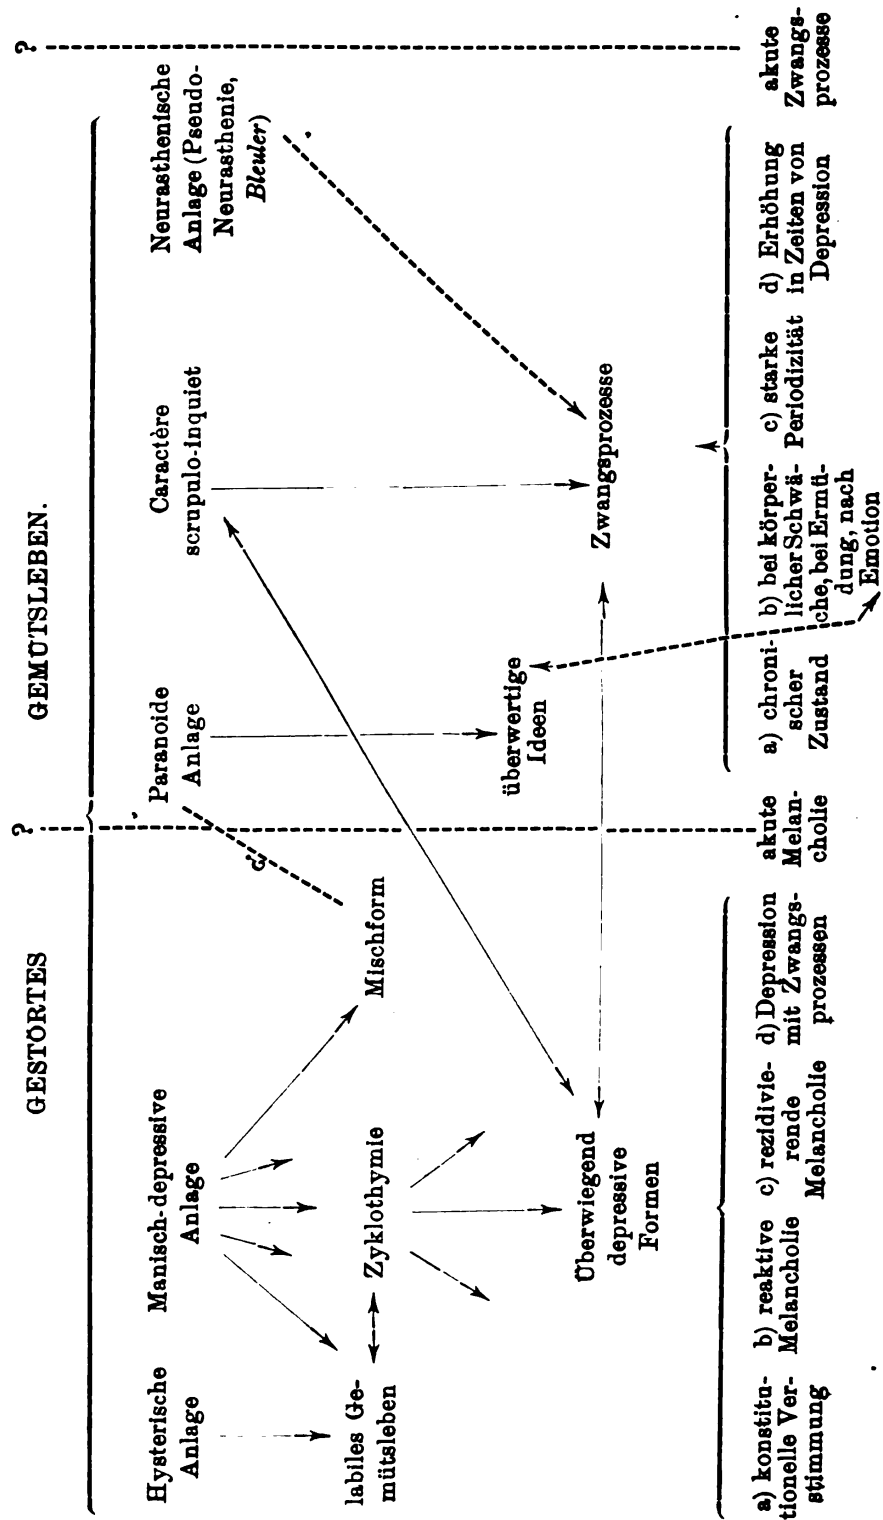 GESTÖRTES GEMÜTSLEBEN.
?
?
Hysterische
Anlage
Manisch-depressive
Anlage
Paranoide
Anlage
Caractère
scrupulo-inquiet
Neurasthenische
Anlage (Pseudo-
Neurasthenie,
Bleuler)
labiles Ge-
mütsleben
Zyklothymie
Mischform
überwertige
Ideen
Überwiegend
depressive
Formen
Zwangsprozesse
a) konstitu-
tionelle Ver-
stimmung
b) reaktive
Melancholie
c) rezidivie-
rende
Melancholie
d) Depression
mit Zwangs-
prozessen
akute
Melan-
cholie
a) chroni-
scher
Zustand
b) bei körper-
licher Schwä-
che, bei Ermü-
dung, nach
Emotion
c) starke
Periodizität
d) Erhöhung
in Zeiten von
Depression
akute
Zwangs-
prozesse